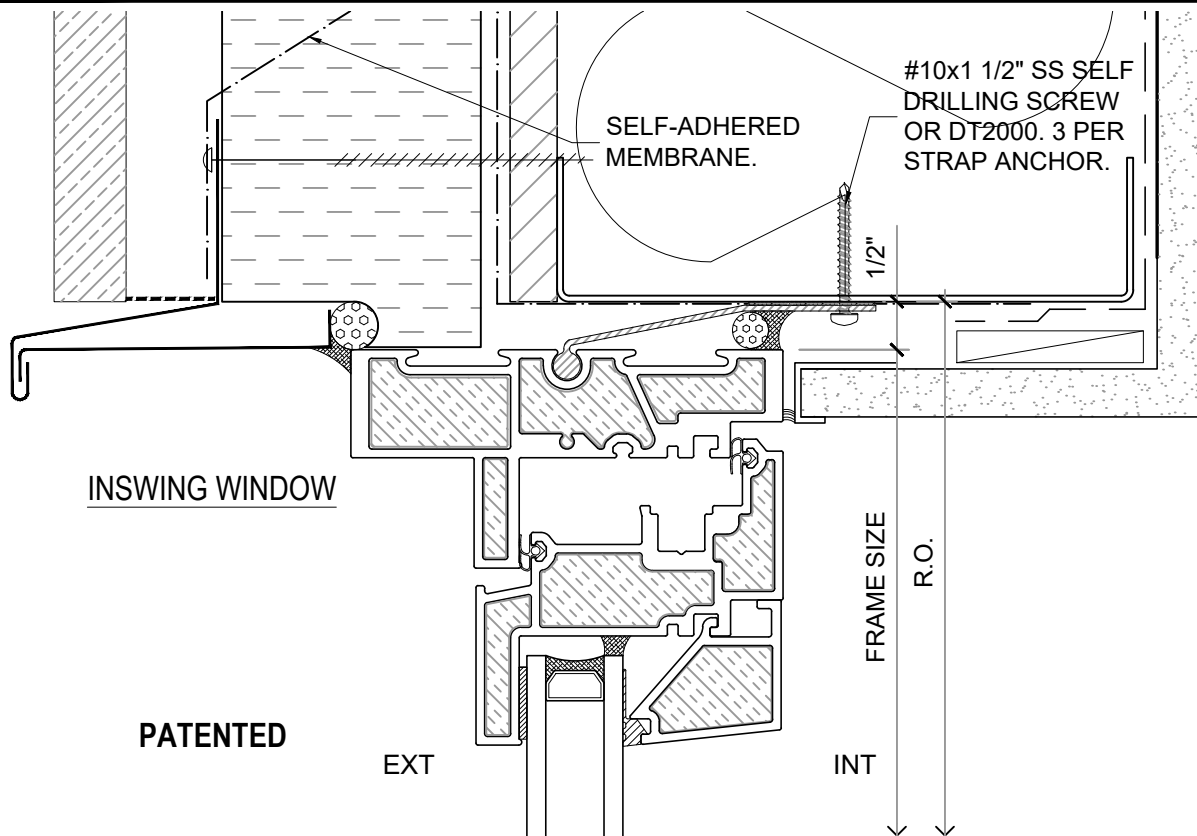 #10x1 1/2" SS SELF
DRILLING SCREW
OR DT2000. 3 PER
STRAP ANCHOR.
SELF-ADHERED
MEMBRANE.
1/2"
INSWING WINDOW
FRAME SIZE
R.O.
PATENTED
EXT
INT